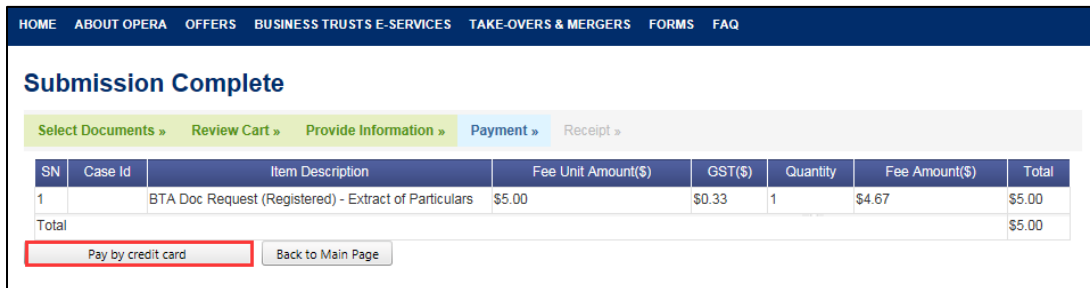 HOME ABOUT OPERA OFFERS BUSINESS TRUSTS E-SERVICES TAKE-OVERS & MERGERS FORMS FAQ
Submission Complete
Select Documents » Review Cart » Provide Information » Payment » Receipt »
SN Case Id Item Description Fee Unit Amount($) GST($) Quantity Fee Amount($) Total
1 BTA Doc Request (Registered) - Extract of Particulars $5.00 $0.33 1 $4.67 $5.00
Total $5.00
Pay by credit card Back to Main Page